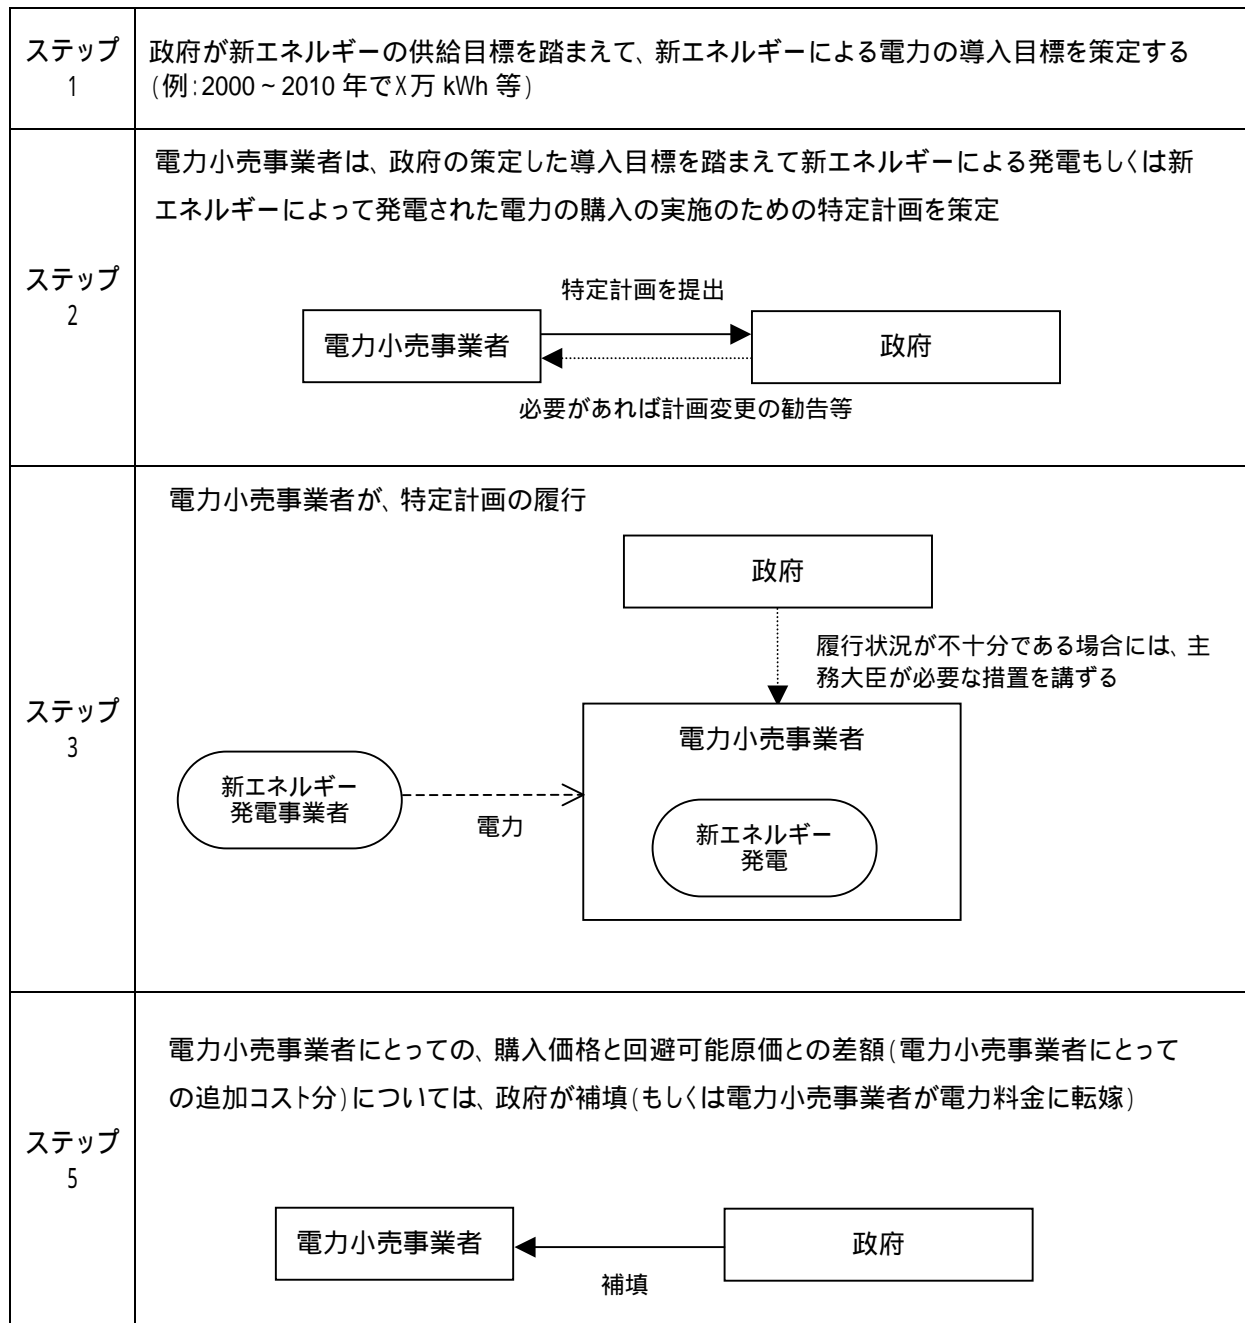 ステップ
1
政府が新エネルギーの供給目標を踏まえて、新エネルギーによる電力の導入目標を策定する
(例:2000~2010 年でX万 kWh 等)
ステップ
2
電力小売事業者は、政府の策定した導入目標を踏まえて新エネルギーによる発電もしくは新
エネルギーによって発電された電力の購入の実施のための特定計画を策定
特定計画を提出
電力小売事業者
政府
必要があれば計画変更の勧告等
ステップ
3
電力小売事業者が、特定計画の履行
政府
履行状況が不十分である場合には、主
務大臣が必要な措置を講ずる
電力小売事業者
新エネルギー
発電事業者
電力
新エネルギー
発電
ステップ
5
電力小売事業者にとっての、購入価格と回避可能原価との差額(電力小売事業者にとって
の追加コスト分)については、政府が補填(もしくは電力小売事業者が電力料金に転嫁)
電力小売事業者
政府
補填